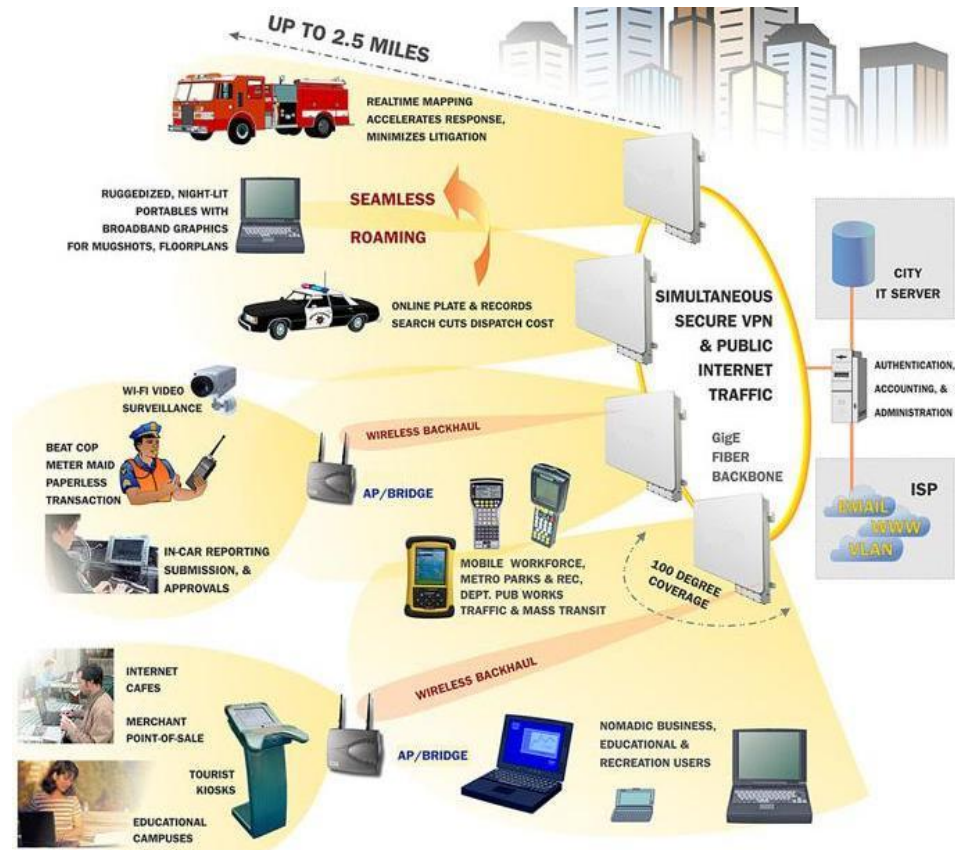 UP TO 2.5 MILES
REALTIME MAPPING
ACCELERATES RESPONSE,
MINIMIZES LITIGATION
RUGGEDIZED, NIGHT-LIT
PORTABLES WITH
BROADBAND GRAPHICS
FOR MUGSHOTS, FLOORPLANS
SEAMLESS
ROAMING
ONLINE PLATE & RECORDS
SEARCH CUTS DISPATCH COST
SIMULTANEOUS
SECURE VPN
& PUBLIC
INTERNET
TRAFFIC
GigE
FIBER
BACKBONE
CITY
IT SERVER
AUTHENTICATION,
ACCOUNTING, &
ADMINISTRATION
ISP
EMAIL
WWW
VLAN
WI-FI VIDEO
SURVEILLANCE
BEAT COP
METER MAID
PAPERLESS
TRANSACTION
IN-CAR REPORTING
SUBMISSION, &
APPROVALS
WIRELESS BACKHAUL
AP/BRIDGE
MOBILE WORKFORCE,
METRO PARKS & REC,
DEPT. PUB WORKS
TRAFFIC & MASS TRANSIT
100 DEGREE
COVERAGE
WIRELESS BACKHAUL
INTERNET
CAFES
MERCHANT
POINT-OF-SALE
TOURIST
KIOSKS
EDUCATIONAL
CAMPUSES
AP/BRIDGE
NOMADIC BUSINESS,
EDUCATIONAL &
RECREATION USERS